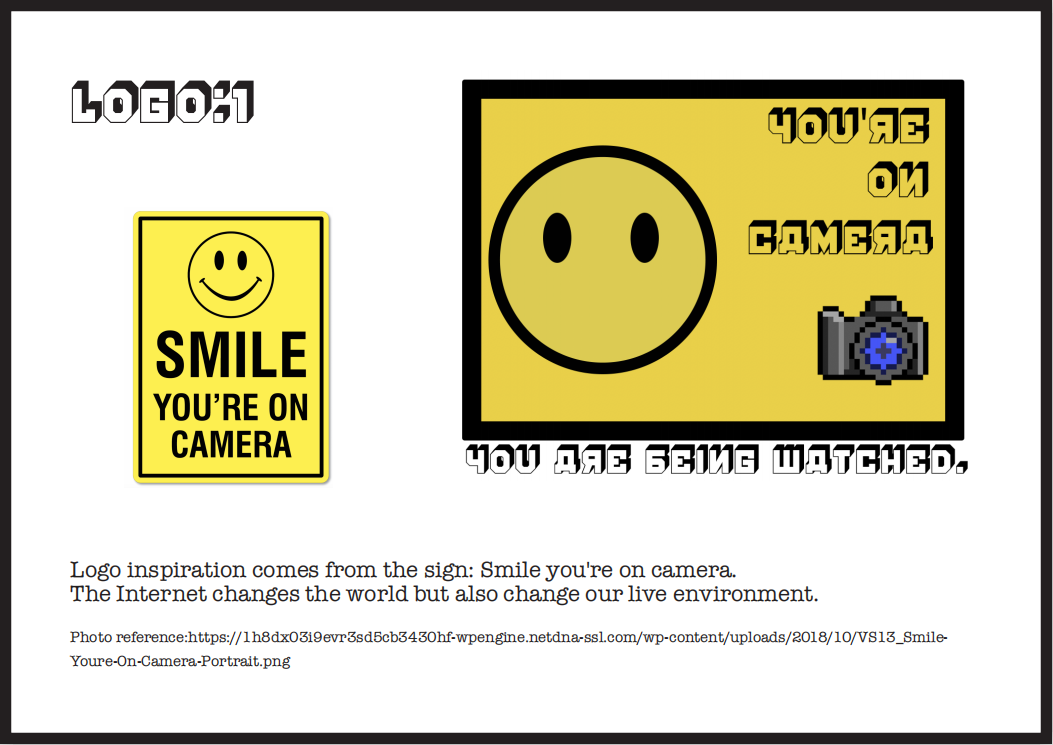 LOGO:1
SMILE
YOU'RE ON
CAMERA
YOU'RE
ON
CAMERA
YOU ARE BEING WATCHED.
Logo inspiration comes from the sign: Smile you're on camera.
The Internet changes the world but also change our live environment.
Photo reference:https://1h8dx03i9evr3sd5cb3430hf-wpengine.netdna-ssl.com/wp-content/uploads/2018/10/VS13_Smile-
Youre-On-Camera-Portrait.png